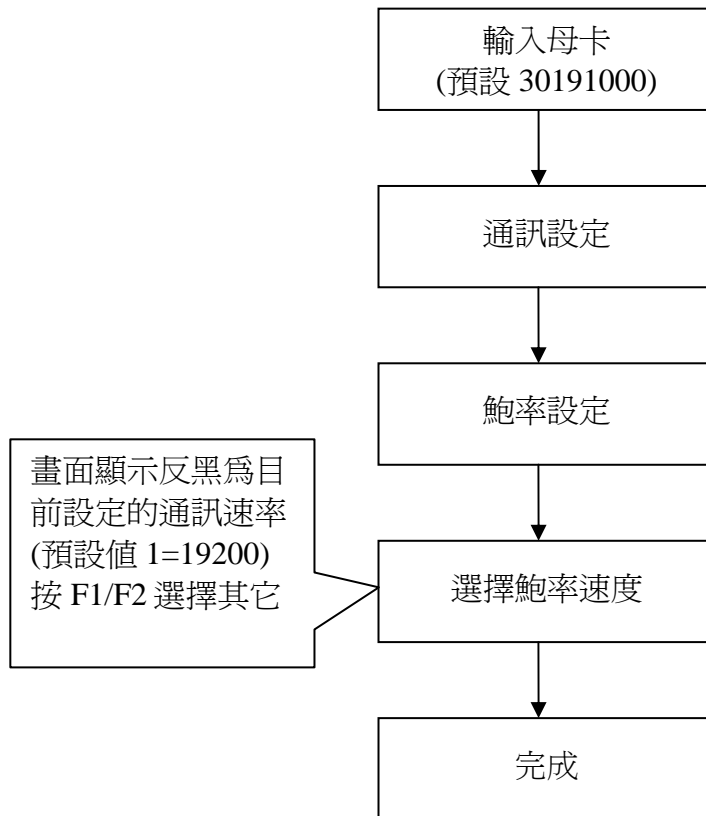 輸入母卡
(預設 30191000)
通訊設定
鮑率設定
畫面顯示反黑為目
前設定的通訊速率
(預設值 1=19200)
按 F1/F2 選擇其它
選擇鮑率速度
完成